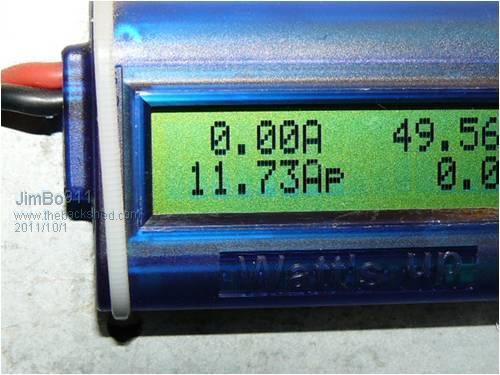 0.00A 49.56
11.73Ap 0.0
JimBo911
www.thebackshed.com
2011/10/1
Watts up